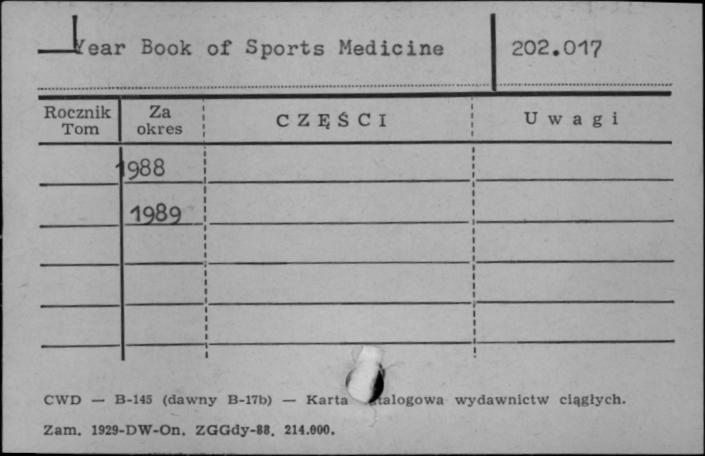 Year Book of Sports Medicine 202.017
Rocznik Tom Za okres CZĘŚCI Uwagi
1988
1989
CWD — B-145 (dawny B-17b) — Karta katalogowa wydawnictw ciągłych.
Zam. 1929-DW-On. ZGGdy-88. 214.000.